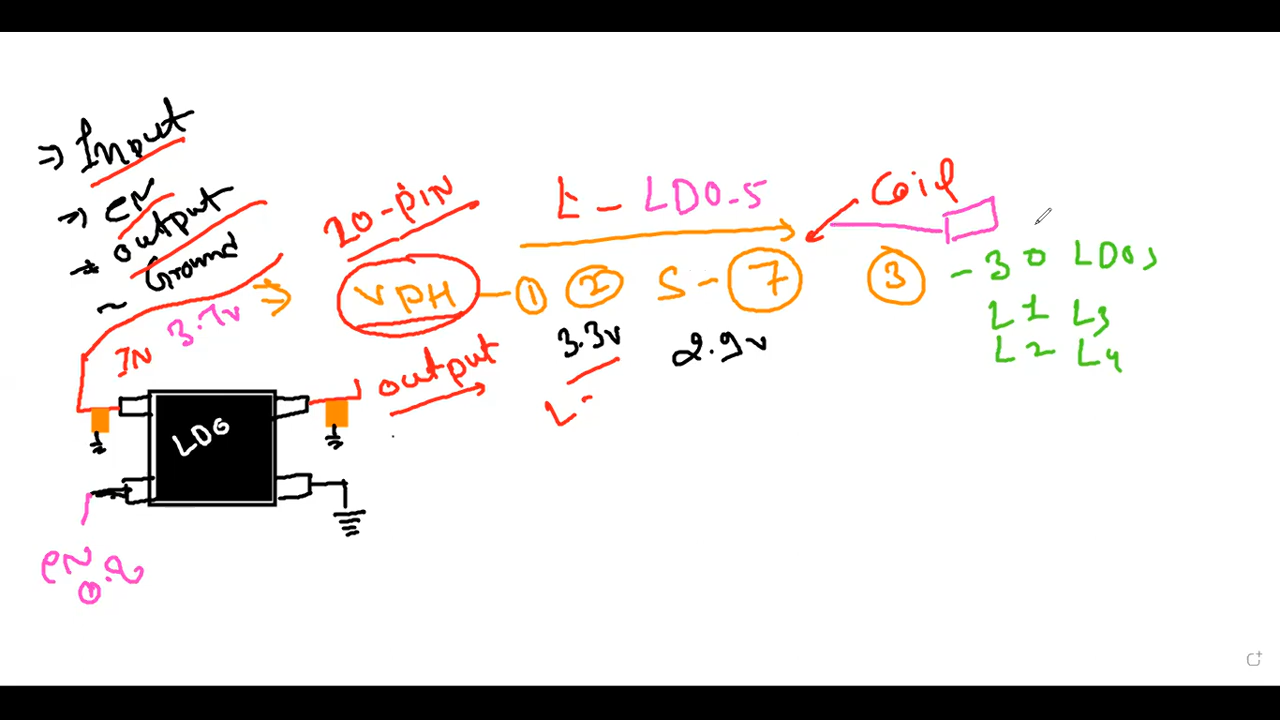 ⇒ Input
⇒ EN
→ output
~ Ground
20-PIN
L - LDO-5
Coil
VPH - 1 2 S - 7 3 - 30 LDOs
3.7v
IN
3.3v 2.9v
L1 L3
L2 L4
output
L -
LDO
EN